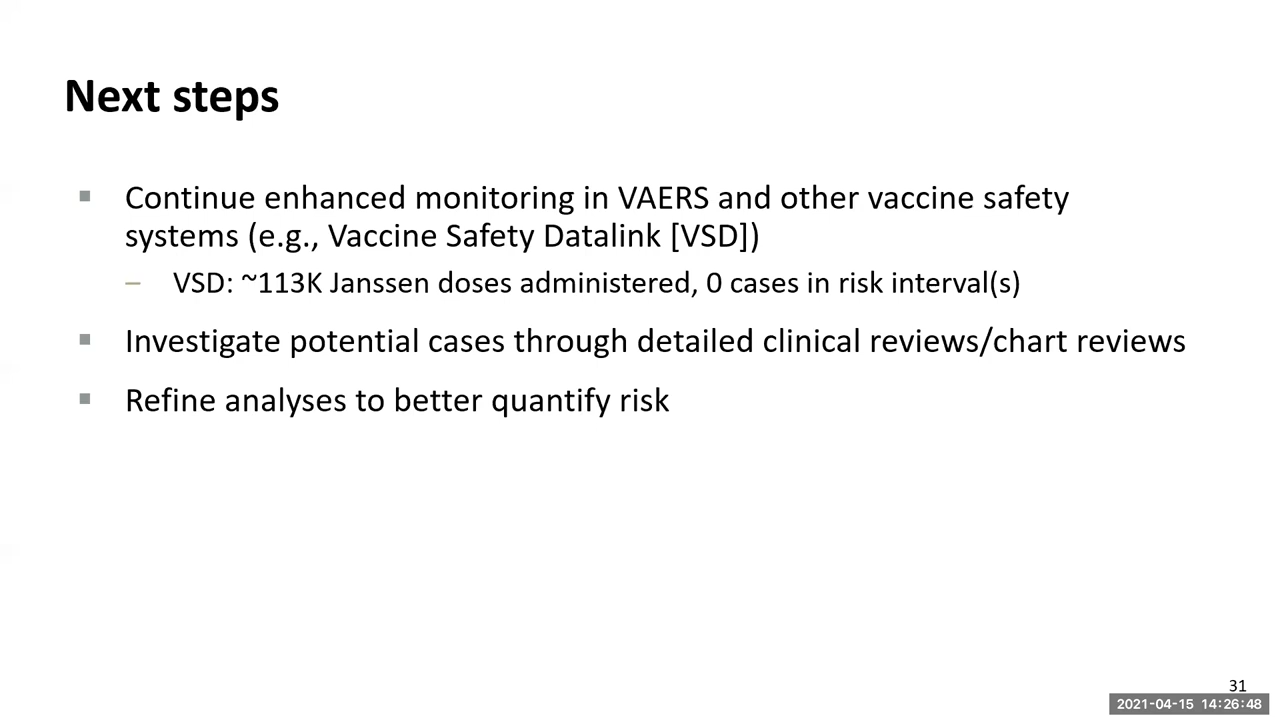 Next steps
▪ Continue enhanced monitoring in VAERS and other vaccine safety
systems (e.g., Vaccine Safety Datalink [VSD])
– VSD: ~113K Janssen doses administered, 0 cases in risk interval(s)
▪ Investigate potential cases through detailed clinical reviews/chart reviews
▪ Refine analyses to better quantify risk
31
2021-04-15 14:26:48